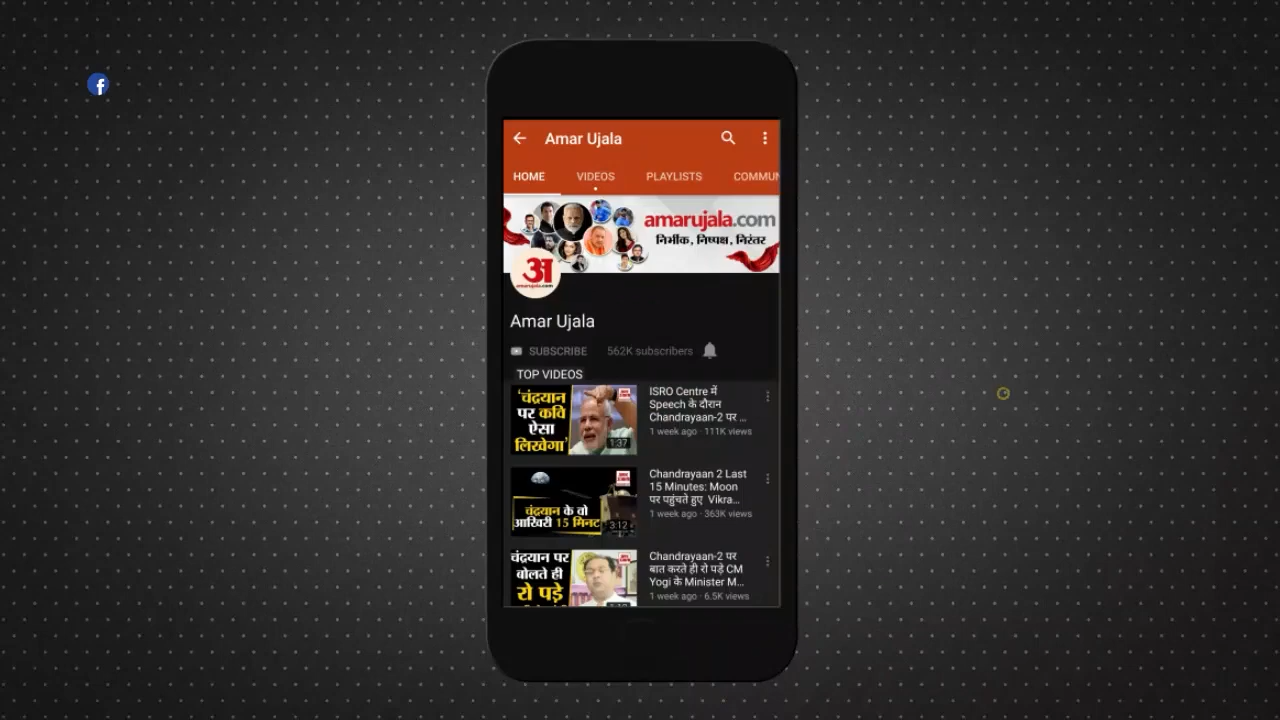 Amar Ujala
HOME VIDEOS PLAYLISTS COMMUN
amarujala.com
निर्भीक, निष्पक्ष, निरंतर
अ
amarujala.com
Amar Ujala
SUBSCRIBE 562K subscribers
TOP VIDEOS
'चंद्रयान
पर कवि
ऐसा
लिखेगा'
1:37
ISRO Centre में
Speech के दौरान
Chandrayaan-2 पर ...
1 week ago · 111K views
चंद्रयान के वो
आखिरी 15 मिनट
3:12
Chandrayaan 2 Last
15 Minutes: Moon
पर पहुंचते हुए Vikra...
1 week ago · 363K views
चंद्रयान पर
बोलते ही
रो पड़े
Chandrayaan-2 पर
बात करते ही रो पड़े CM
Yogi के Minister M...
1 week ago · 6.5K views